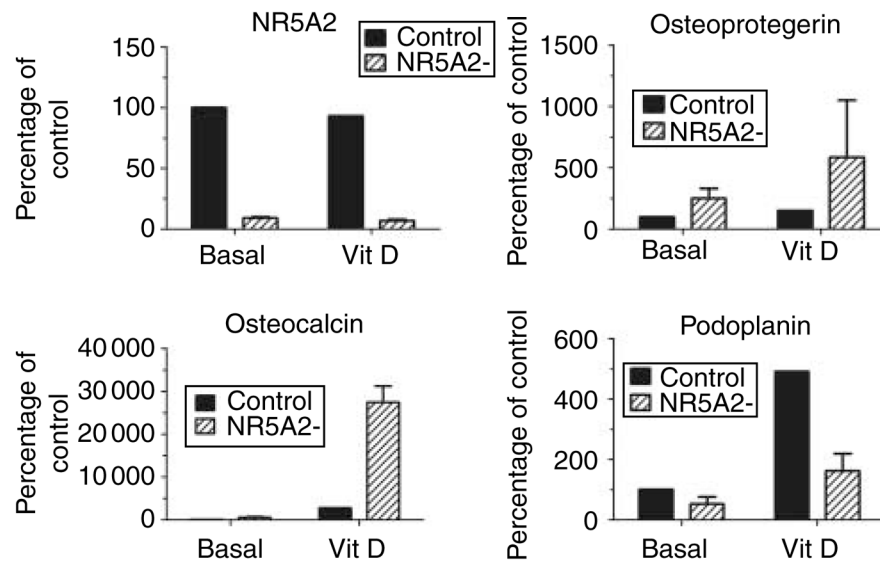 NR5A2
Percentage of
control
150
100
50
0
Control
NR5A2-
Basal
Vit D
Osteoprotegerin
Percentage of control
1500
1000
500
0
Control
NR5A2-
Basal
Vit D
Osteocalcin
Percentage of
control
40 000
30 000
20 000
10 000
0
Control
NR5A2-
Basal
Vit D
Podoplanin
Percentage of control
600
400
200
0
Control
NR5A2-
Basal
Vit D